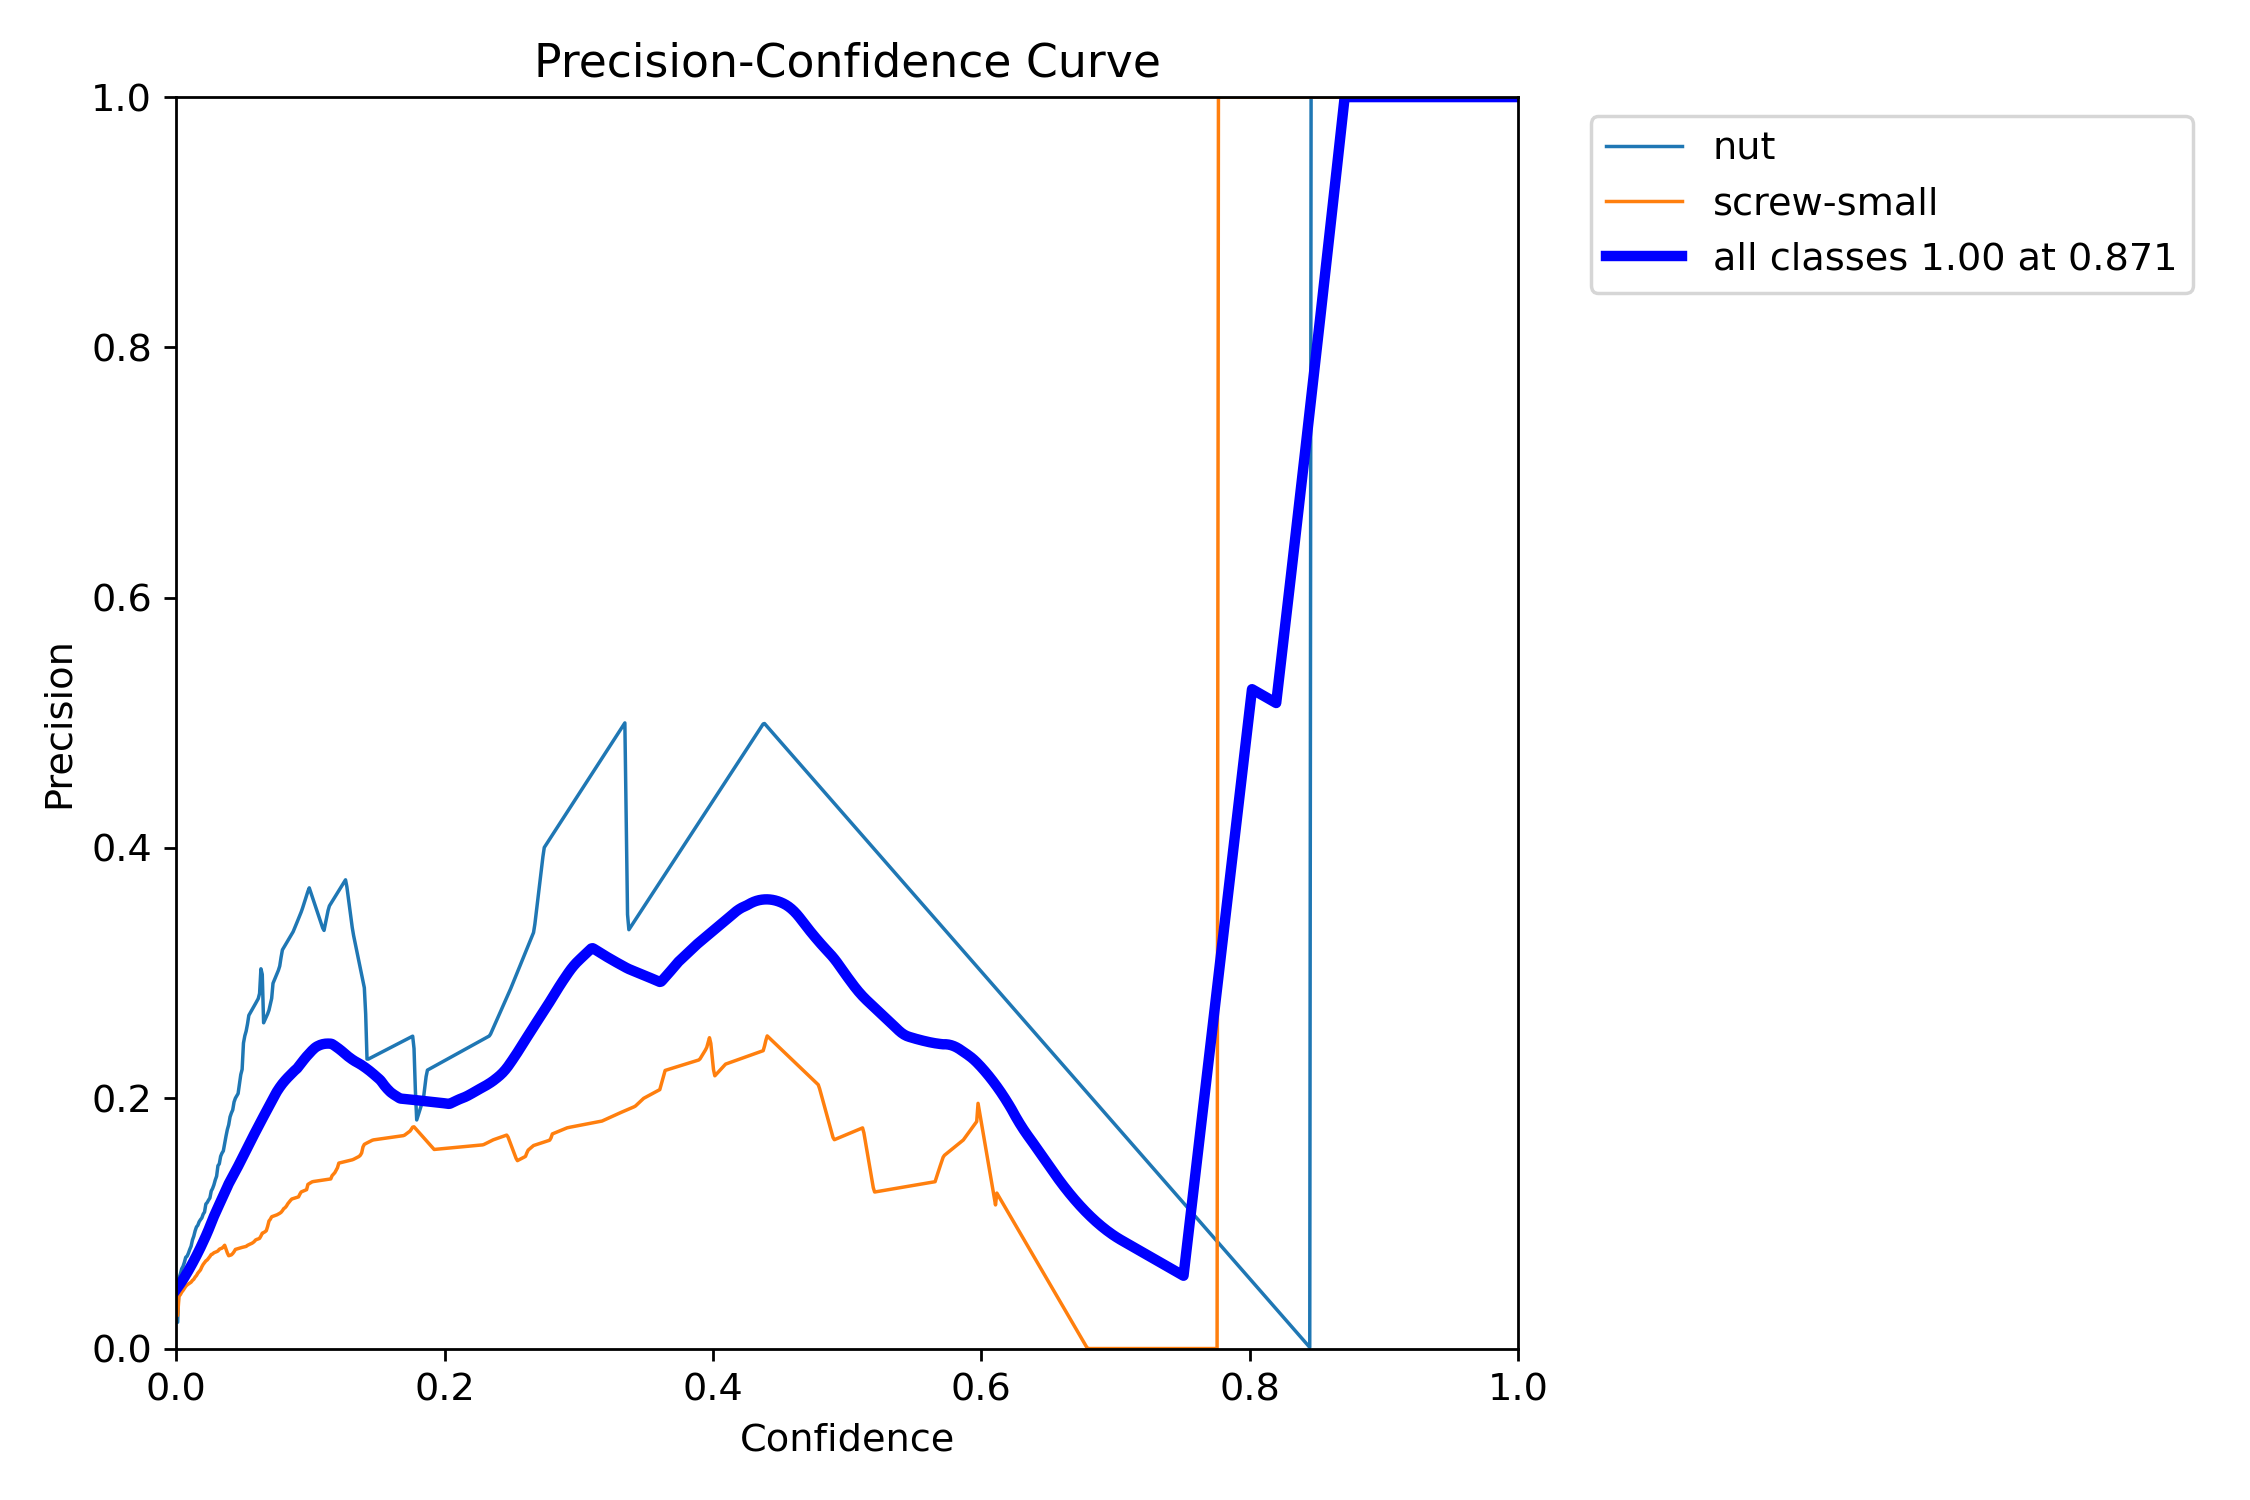 Precision-Confidence Curve
1.0
0.8
0.6
0.4
0.2
0.0
Precision
0.0 0.2 0.4 0.6 0.8 1.0
Confidence
nut
screw-small
all classes 1.00 at 0.871